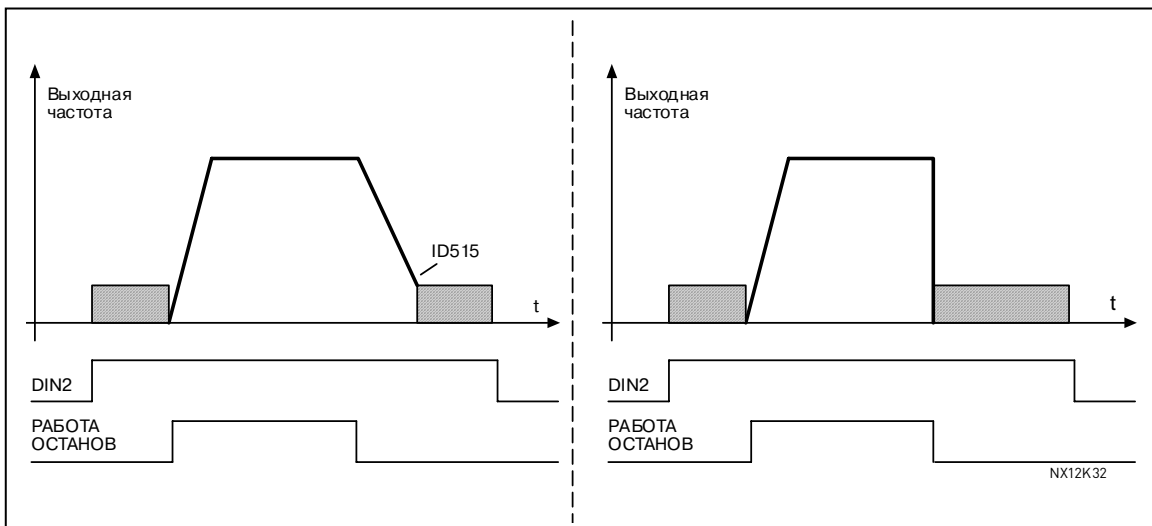 Выходная
частота
ID515
t
DIN2
РАБОТА
ОСТАНОВ
Выходная
частота
t
DIN2
РАБОТА
ОСТАНОВ
NX12K32